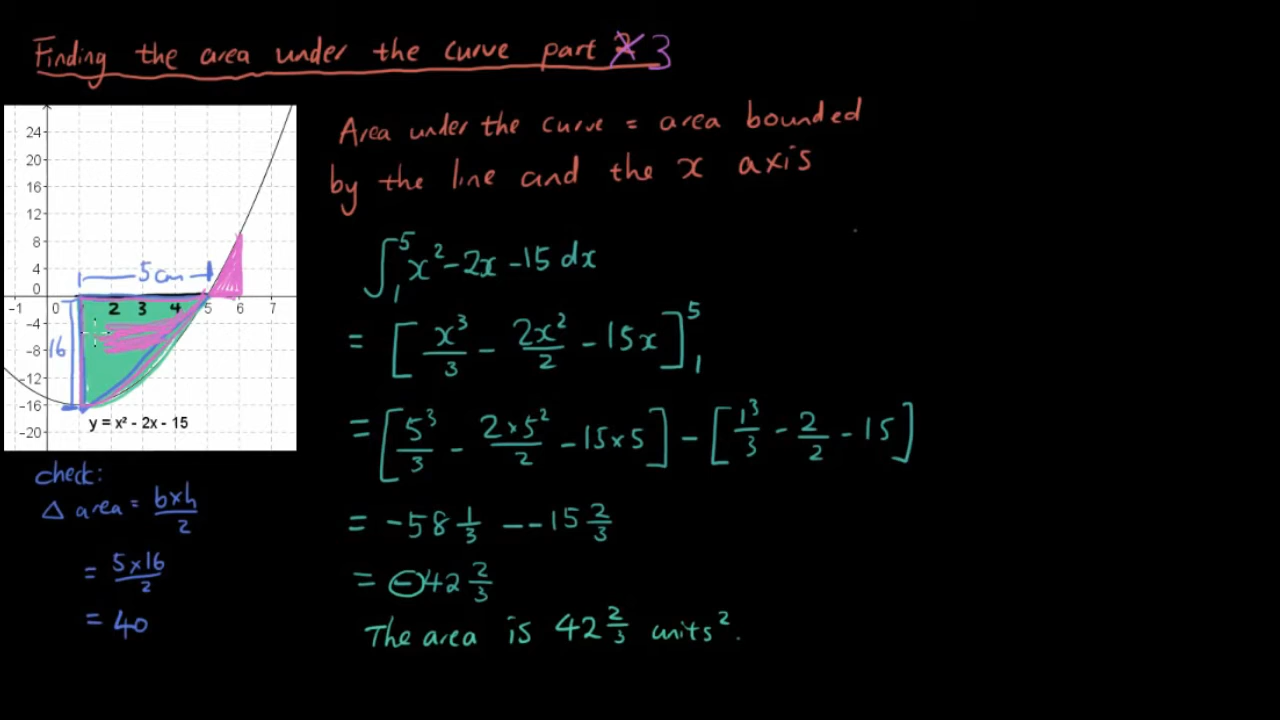 Finding the area under the curve part 3
24
20
16
12
8
4
0
-1 0 2 3 4 5 6 7
-4
-8
-12
-16
-20
5cm
16
y = x² - 2x - 15
Area under the curve = area bounded
by the line and the x axis
∫₁⁵ x² - 2x - 15 dx
= [x³/3 - 2x²/2 - 15x]₁⁵
= [5³/3 - 2×5²/2 - 15×5] - [1³/3 - 2/2 - 15]
= -58 1/3 - - 15 2/3
= -42 2/3
The area is 42 2/3 units².
check:
△ area = b×h/2
= 5×16/2
= 40